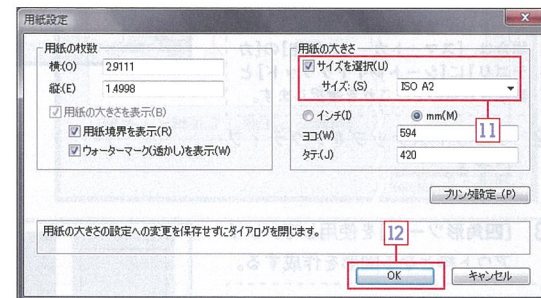 用紙設定
用紙の枚数
横:(O) 2.9111
縦(E) 1.4998
用紙の大きさを表示(B)
用紙境界を表示(R)
ウォーターマーク(透かし)を表示(W)
用紙の大きさ
サイズを選択(U)
サイズ: (S) ISO A2
インチ(I) mm(M)
11
ヨコ(W) 594
タテ:(J) 420
プリンタ設定...(P)
用紙の大きさの設定への変更を保存せずにダイアログを閉じます。
12
OK キャンセル